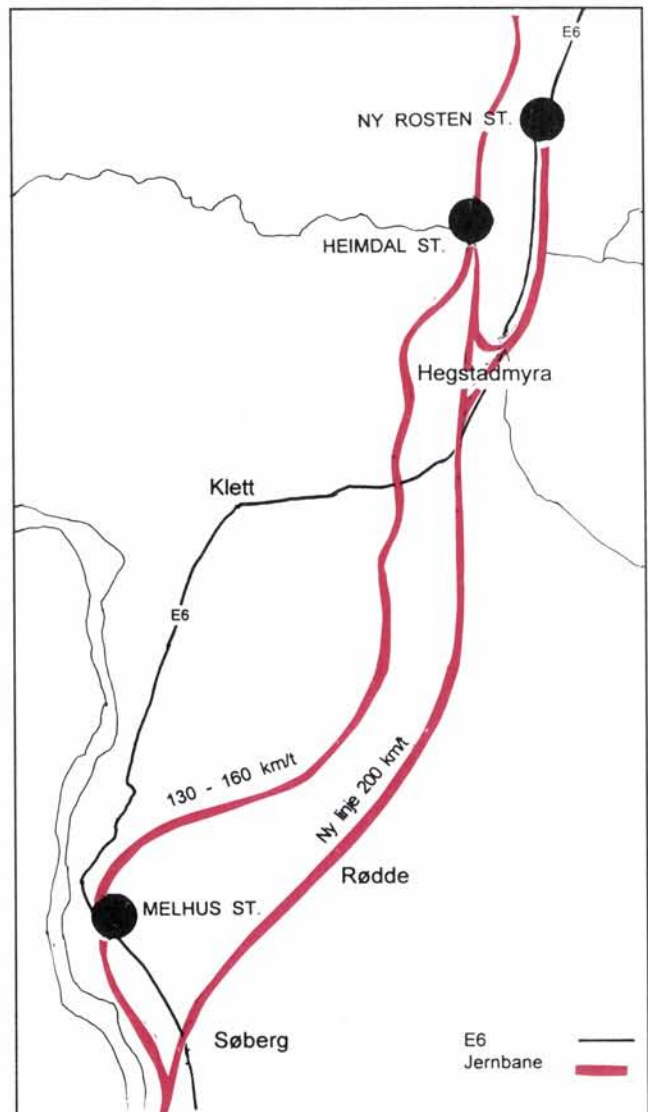 E6
NY ROSTEN ST.
HEIMDAL ST.
Hegstadmyra
Klett
E6
130 - 160 km/t
Ny linje 200 km/t
Rødde
MELHUS ST.
Søberg
E6
Jernbane